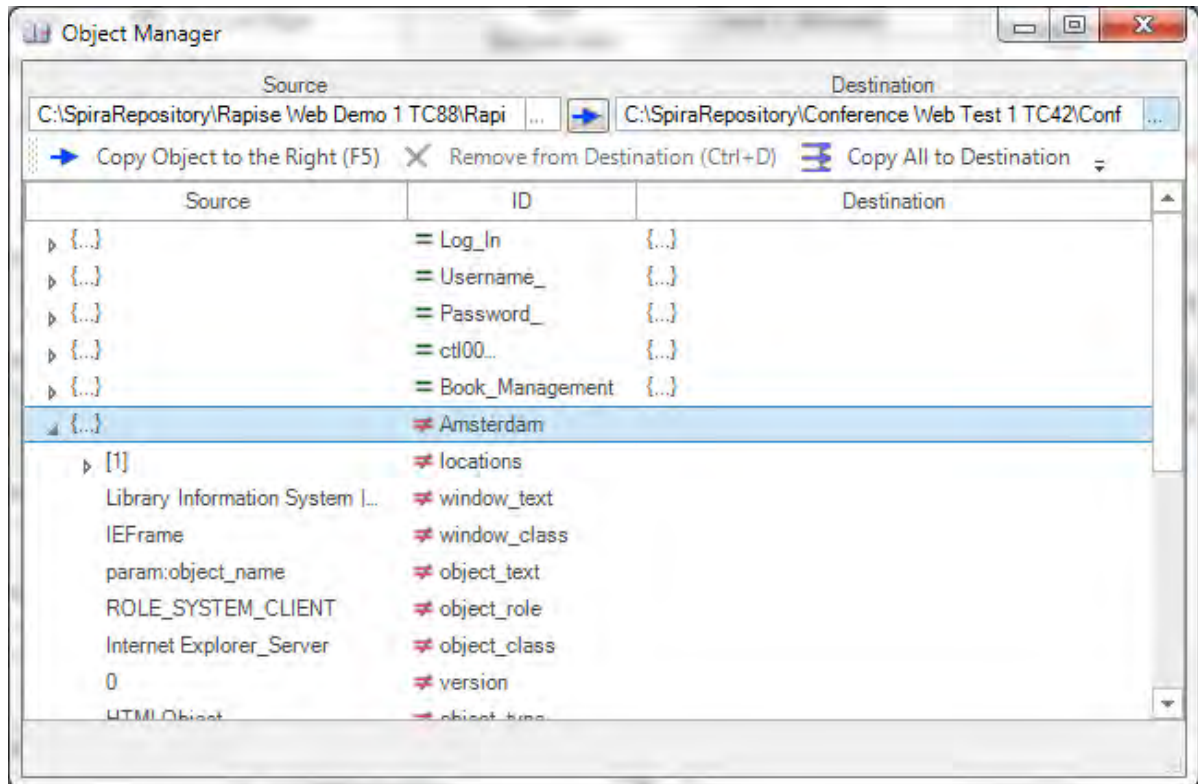 Object Manager
Source Destination
C:\SpiraRepository\Rapise Web Demo 1 TC88\Rapi ... C:\SpiraRepository\Conference Web Test 1 TC42\Conf ...
Copy Object to the Right (F5) Remove from Destination (Ctrl+D) Copy All to Destination
Source ID Destination
{...} = Log_In {...}
{...} = Username_ {...}
{...} = Password_ {...}
{...} = ctl00... {...}
{...} = Book_Management {...}
{...} ≠ Amsterdam
[1] ≠ locations
Library Information System |... ≠ window_text
IEFrame ≠ window_class
param:object_name ≠ object_text
ROLE_SYSTEM_CLIENT ≠ object_role
Internet Explorer_Server ≠ object_class
0 ≠ version
HTMLObject ≠ object_type